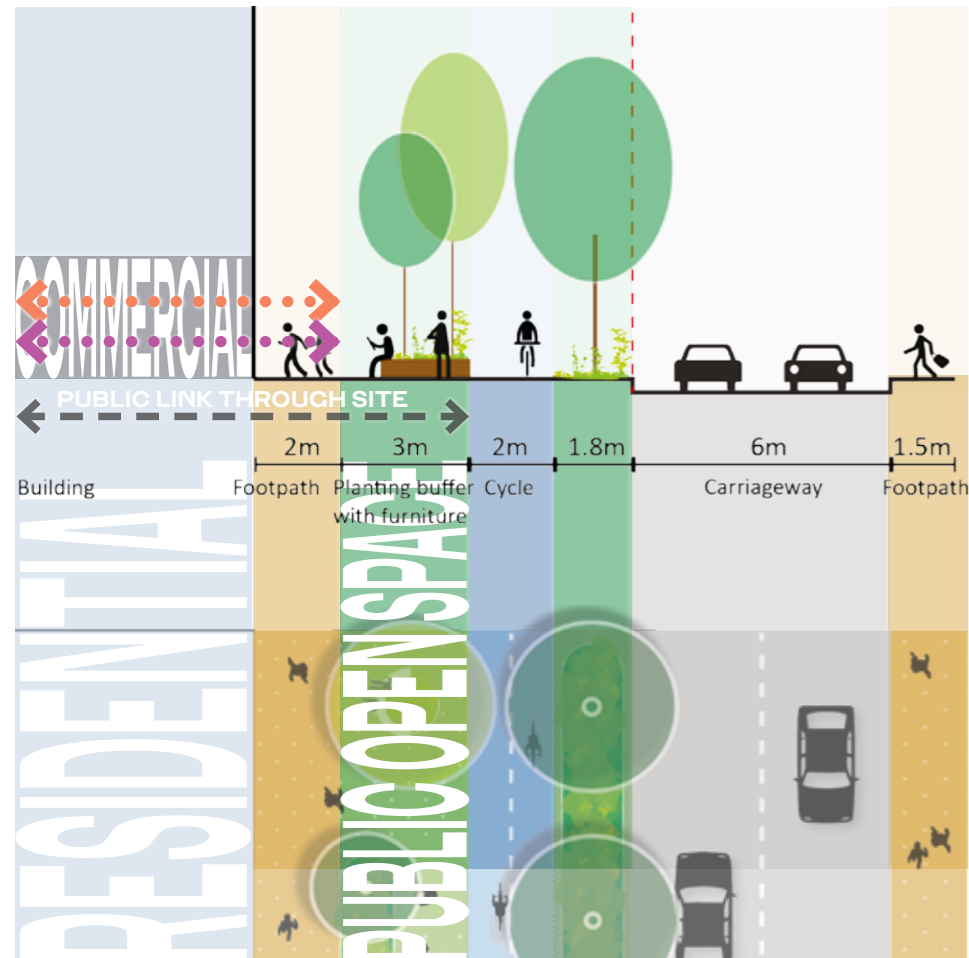 COMMERCIAL
PUBLIC LINK THROUGH SITE
2m 3m 2m 1.8m 6m 1.5m
Building Footpath Planting buffer Cycle Carriageway Footpath
with furniture
RESIDENTIAL
PUBLIC OPEN SPACE